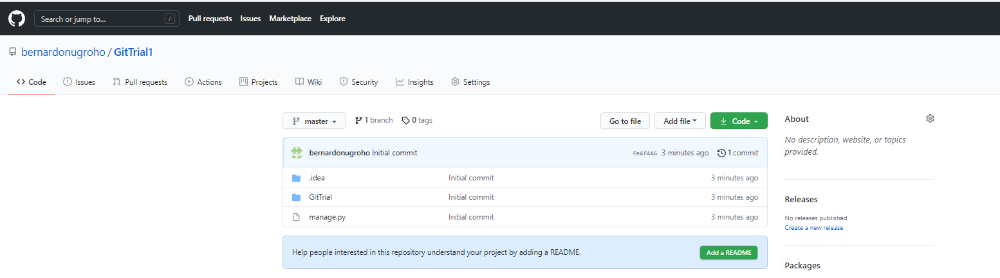 Search or jump to... / Pull requests Issues Marketplace Explore
bernardonugroho / GitTrial1
Code Issues Pull requests Actions Projects Wiki Security Insights Settings
master 1 branch 0 tags Go to file Add file Code
bernardonugroho Initial commit fe4f446 3 minutes ago 1 commit
.idea Initial commit 3 minutes ago
GitTrial Initial commit 3 minutes ago
manage.py Initial commit 3 minutes ago
Help people interested in this repository understand your project by adding a README. Add a README
About
No description, website, or topics
provided.
Releases
No releases published
Create a new release
Packages